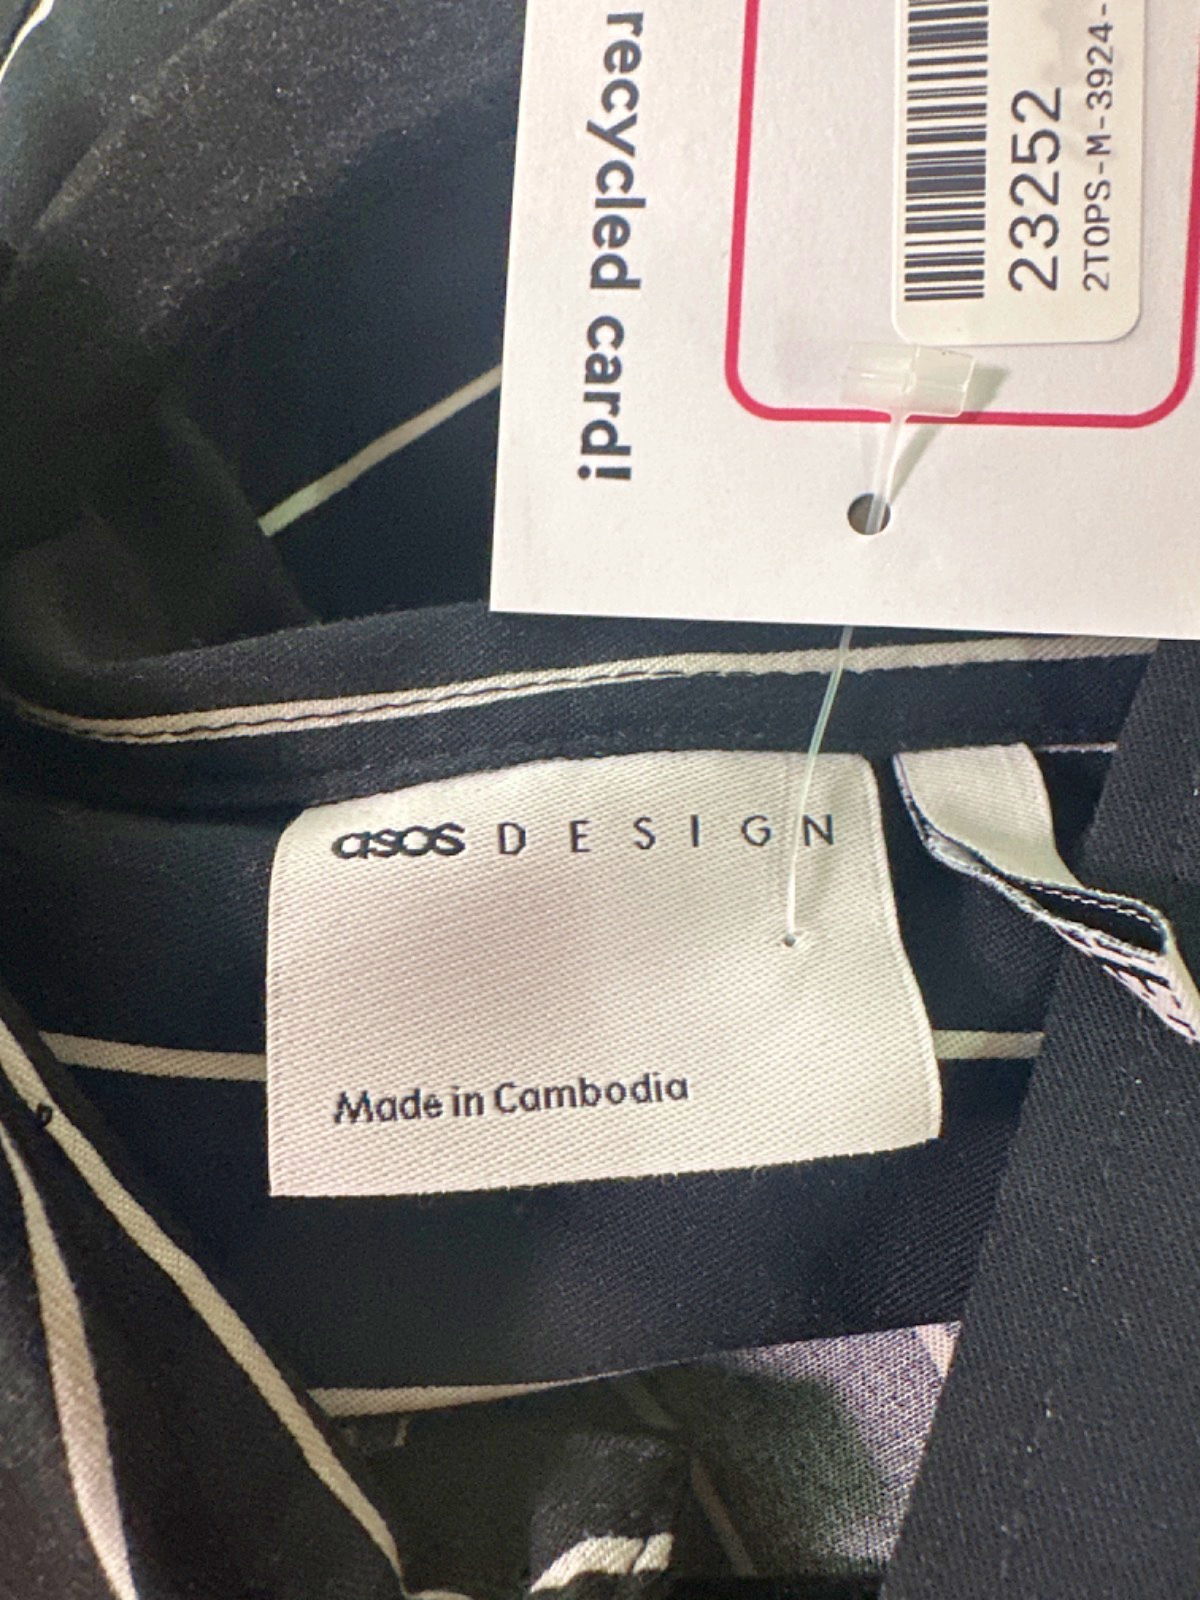 recycled card!
23252
2TOPS-M-3924-
asos DESIGN
Made in Cambodia